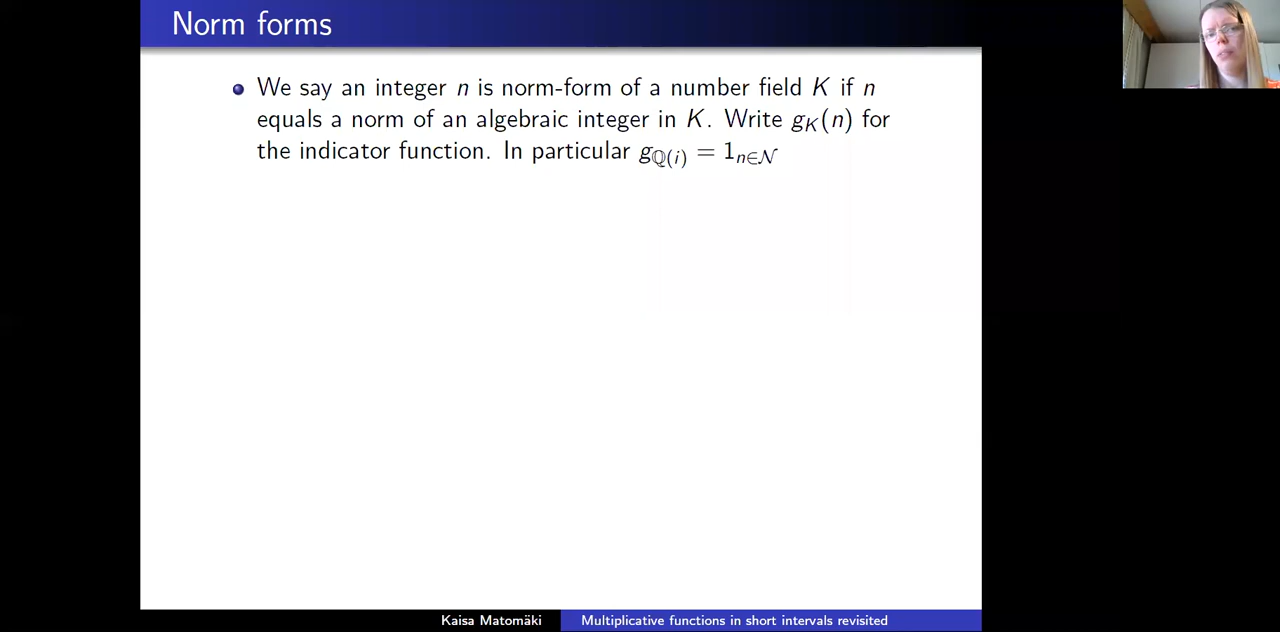 Norm forms
We say an integer n is norm-form of a number field K if n
equals a norm of an algebraic integer in K. Write g_K(n) for
the indicator function. In particular g_{ℚ(i)} = 1_{n∈𝒩}
Kaisa Matomäki Multiplicative functions in short intervals revisited